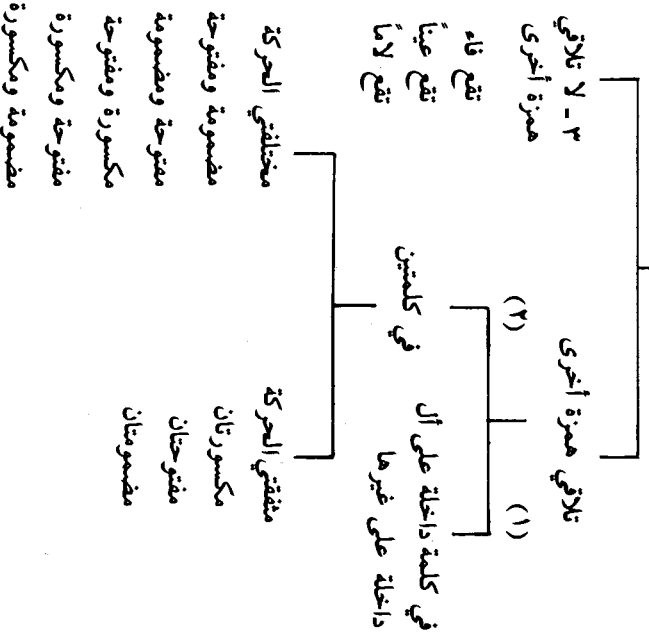 تلاقي همزة أخرى
٣ - لا تلاقي
همزة أخرى
(١)
(٢)
في كلمة داخلة على أل
داخلة على غيرها
في كلمتين
تقع فاء
تقع عيناً
تقع لاماً
متفقتي الحركة
مكسورتان
مفتوحتان
مضمومتان
مختلفتي الحركة
مضمومة ومفتوحة
مفتوحة ومضمومة
مكسورة ومفتوحة
مفتوحة ومكسورة
مضمومة ومكسورة